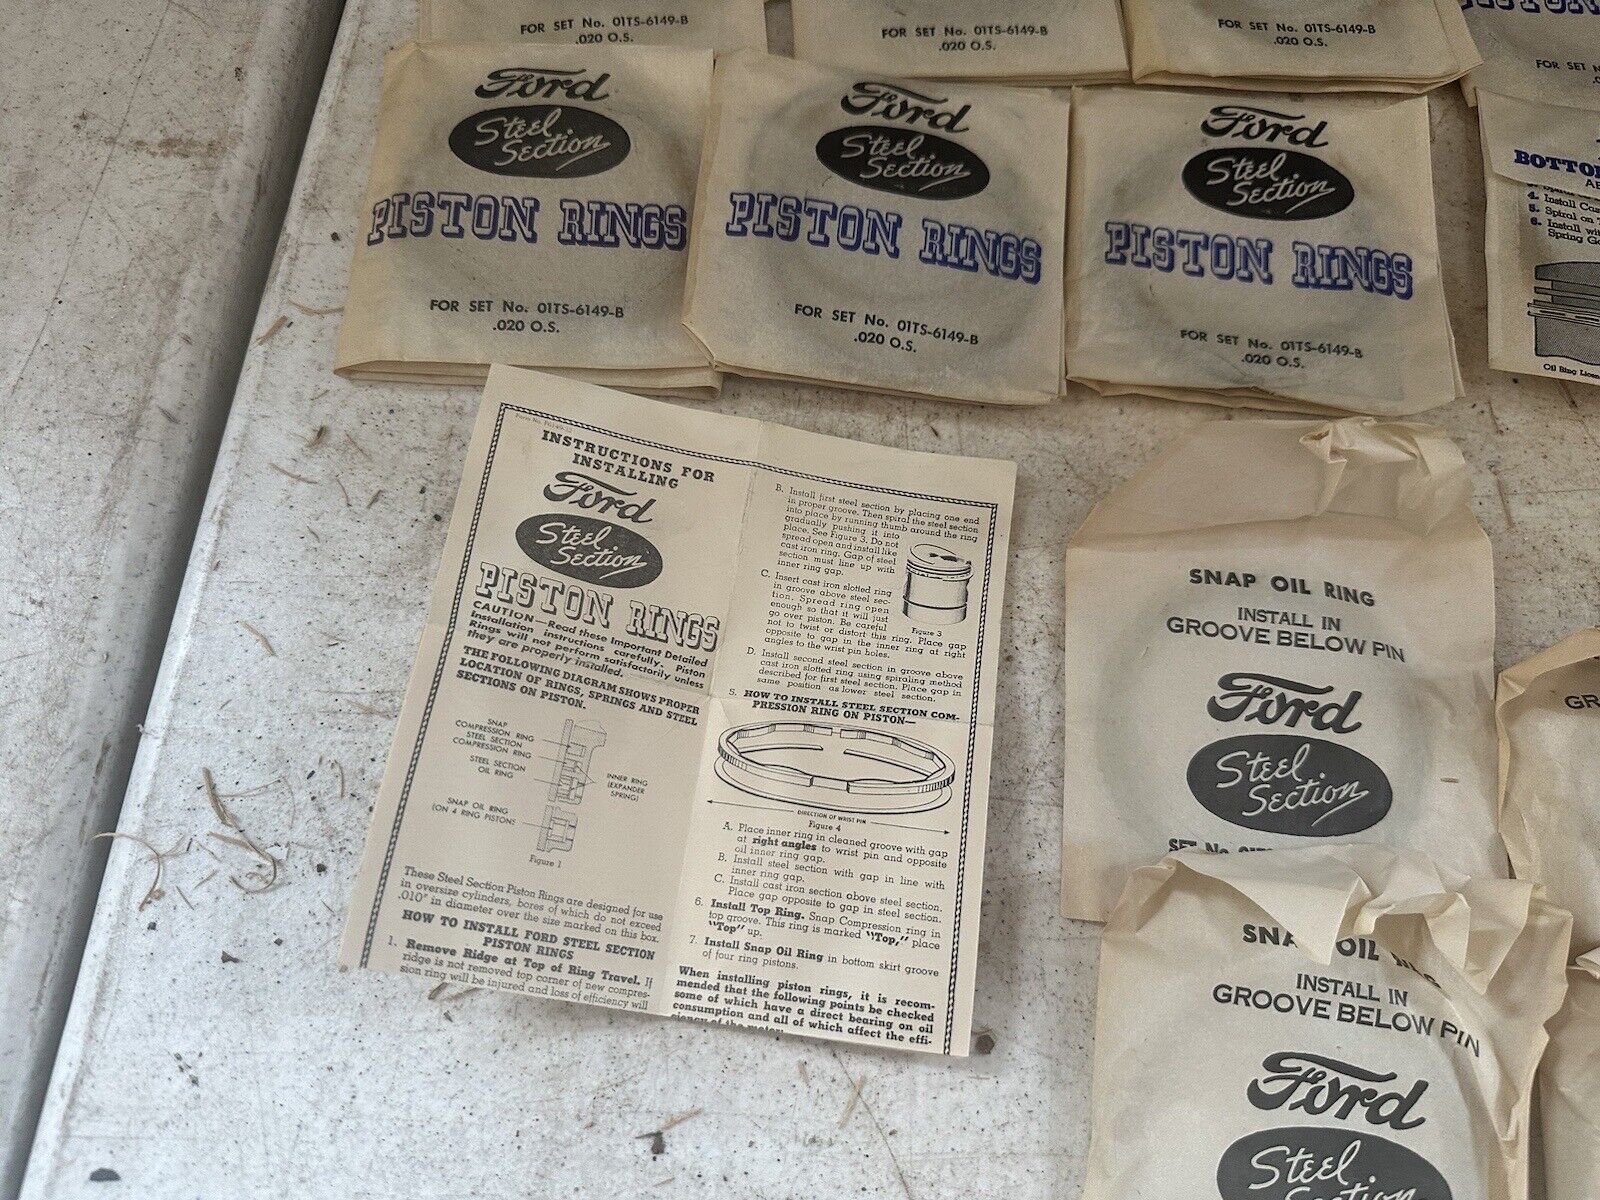 FOR SET No. 01TS-6149-B
.020 O.S.
FOR SET No. 01TS-6149-B
.020 O.S.
FOR SET No. 01TS-6149-B
.020 O.S.
FOR SET
Ford
Steel
Section
PISTON RINGS
FOR SET No. 01TS-6149-B
.020 O.S.
Ford
Steel
Section
PISTON RINGS
FOR SET No. 01TS-6149-B
.020 O.S.
Ford
Steel
Section
PISTON RINGS
FOR SET No. 01TS-6149-B
.020 O.S.
4. Install
5. Spiral on
6. Install
Spring
Oil Ring
INSTRUCTIONS FOR
INSTALLING
Ford
Steel
Section
PISTON RINGS
CAUTION—Read these Important Detailed
Installation instructions carefully. Piston
Rings will not perform satisfactorily unless
they are properly installed.
THE FOLLOWING DIAGRAM SHOWS PROPER
LOCATION OF RINGS, SPRINGS AND STEEL
SECTIONS ON PISTON.
SNAP
COMPRESSION RING
STEEL SECTION
COMPRESSION RING
STEEL SECTION
OIL RING
INNER RING
(EXPANDER
SPRING)
SNAP OIL RING
(ON 4 RING PISTONS)
Figure 1
These Steel Section Piston Rings are designed for use
in oversize cylinders, bores of which do not exceed
.010" in diameter over the size marked on this box.
HOW TO INSTALL FORD STEEL SECTION
PISTON RINGS
1. Remove Ridge at Top of Ring Travel. If
ridge is not removed top corner of new compres-
sion ring will be injured and loss of efficiency will
B. Install first steel section by placing one end
in proper groove. Then spiral the steel section
into place by running thumb around the ring
gradually pushing it into
place. See Figure 3. Do not
spread open and install like
cast iron ring. Gap of steel
section must line up with
inner ring gap.
C. Insert cast iron slotted ring
in groove above steel sec-
tion. Spread ring open
enough so that it will just
go over piston. Be careful
not to twist or distort this ring. Place gap
opposite to gap in the inner ring at right
angles to the wrist pin holes.
Figure 3
D. Install second steel section in groove above
cast iron slotted ring using spiraling method
described for first steel section. Place gap in
same position as lower steel section.
5. HOW TO INSTALL STEEL SECTION COM-
PRESSION RING ON PISTON—
DIRECTION OF WRIST PIN
Figure 4
A. Place inner ring in cleaned groove with gap
at right angles to wrist pin and opposite
oil inner ring gap.
B. Install steel section with gap in line with
inner ring gap.
C. Install cast iron section above steel section.
Place gap opposite to gap in steel section.
6. Install Top Ring. Snap Compression ring in
top groove. This ring is marked "Top," place
"Top" up.
7. Install Snap Oil Ring in bottom skirt groove
of four ring pistons.
When installing piston rings, it is recom-
mended that the following points be checked
some of which have a direct bearing on oil
consumption and all of which affect the effi-
ciency of the motor
SNAP OIL RING
INSTALL IN
GROOVE BELOW PIN
Ford
Steel
Section
SET No.
OIL
INSTALL IN
GROOVE BELOW PIN
Ford
Steel
Section